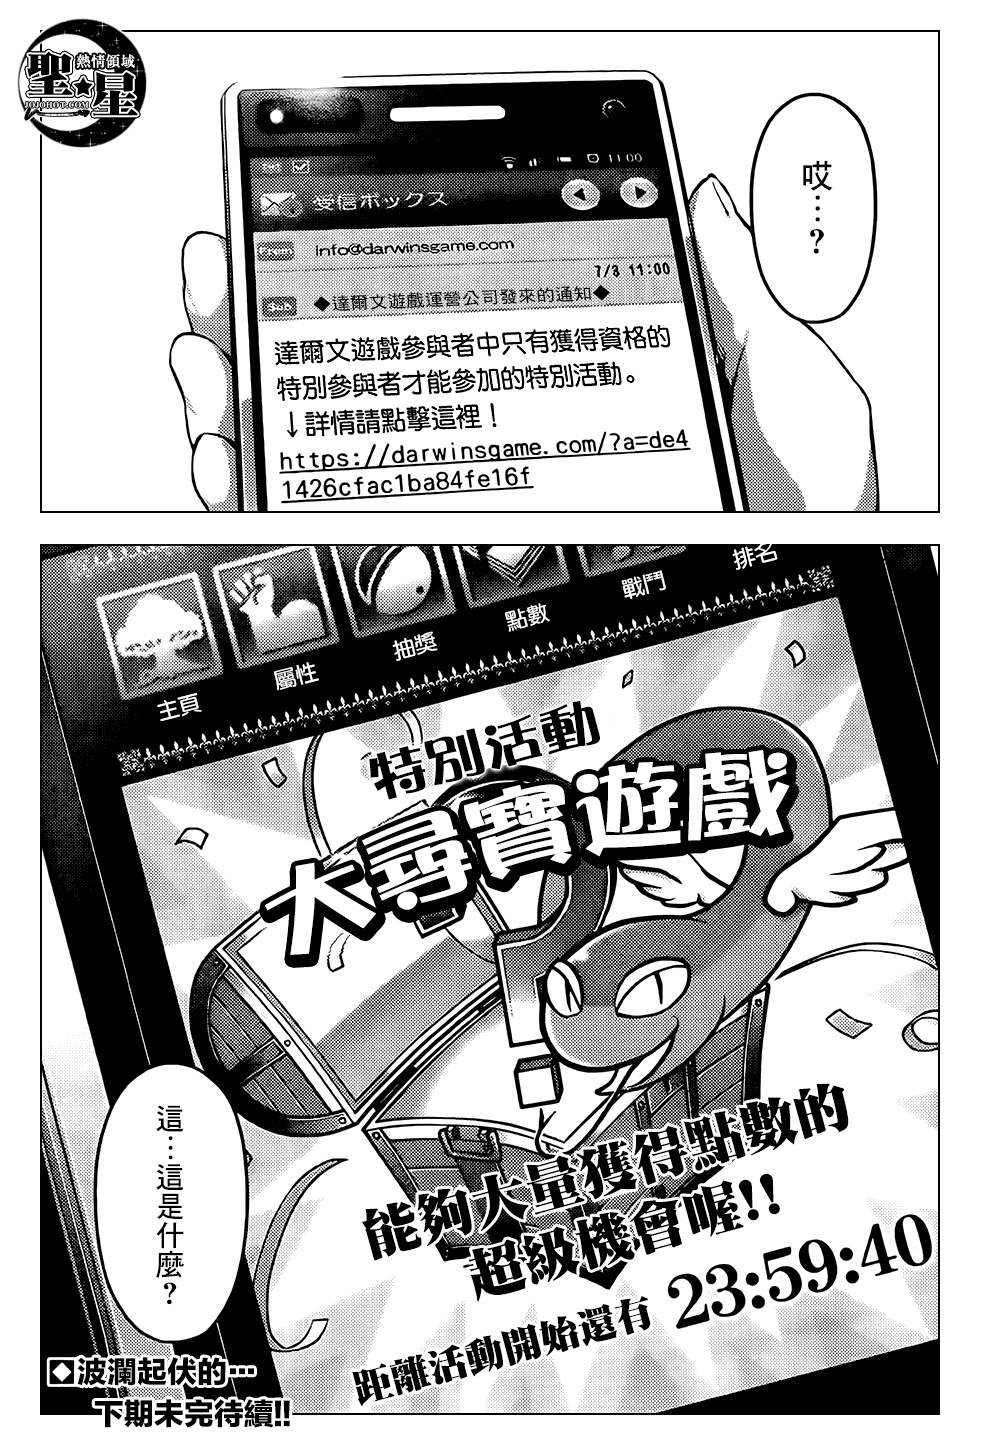 熱情領域
聖★星
JOJOHOT.COM
哎…?
11:00
受信ボックス
From
info@darwinsgame.com
7/3 11:00
Sub
◆達爾文遊戲運營公司發來的通知◆
達爾文遊戲參與者中只有獲得資格的
特別參與者才能參加的特別活動。
↓詳情請點擊這裡！
https://darwinsgame.com/?a=de4
1426cfac1ba84fe16f
主頁
屬性
抽獎
點數
戰鬥
排名
特別活動
大尋寶遊戲
能夠大量獲得點數的
超級機會喔!!
距離活動開始還有 23:59:40
這…這是什麼?
◆波瀾起伏的…
下期未完待續!!